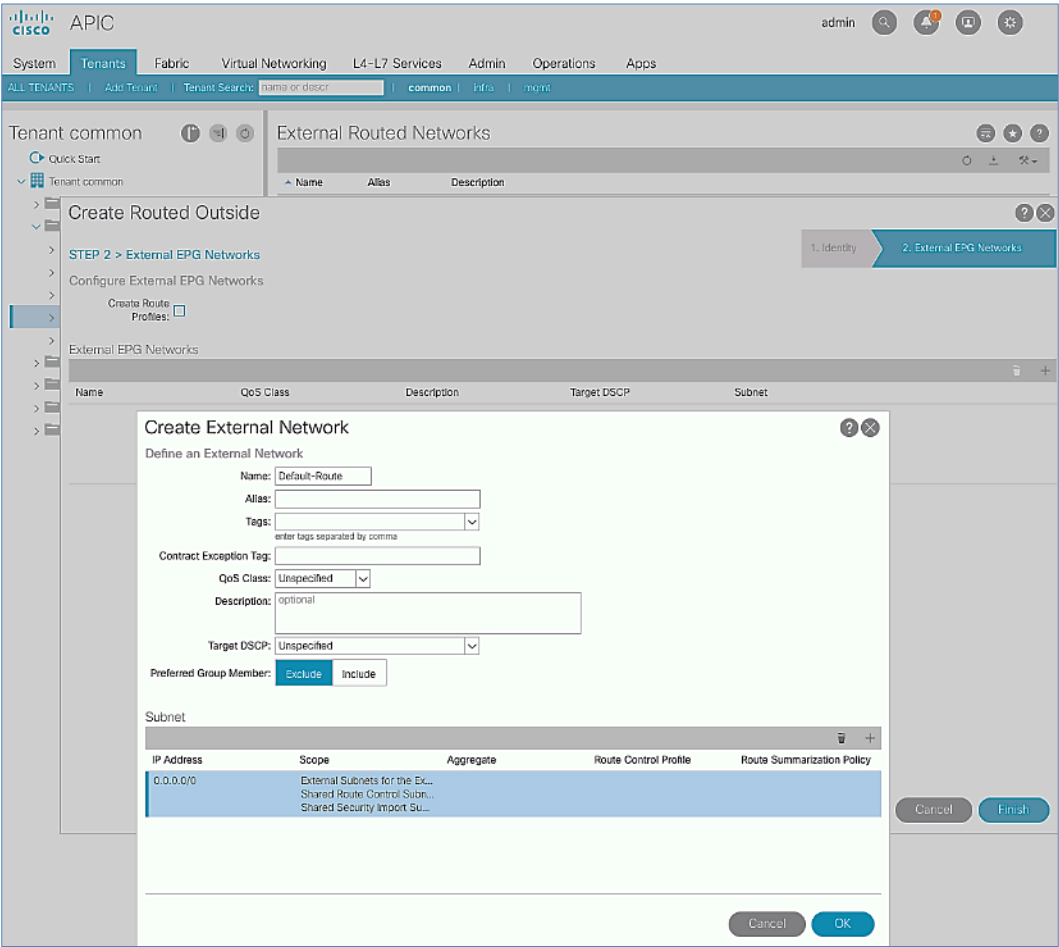 cisco APIC admin 1
System Tenants Fabric Virtual Networking L4-L7 Services Admin Operations Apps
ALL TENANTS | Add Tenant | Tenant Search: name or descr | common | infra | mgmt
Tenant common
Quick Start
Tenant common
External Routed Networks
Name Alias Description
Create Routed Outside
STEP 2 > External EPG Networks
1. Identity
2. External EPG Networks
Configure External EPG Networks
Create Route
Profiles:
External EPG Networks
Name QoS Class Description Target DSCP Subnet
Create External Network
Define an External Network
Name: Default-Route
Alias:
Tags:
enter tags separated by comma
Contract Exception Tag:
QoS Class: Unspecified
Description: optional
Target DSCP: Unspecified
Preferred Group Member: Exclude Include
Subnet
IP Address Scope Aggregate Route Control Profile Route Summarization Policy
0.0.0.0/0 External Subnets for the Ex...
Shared Route Control Subn...
Shared Security Import Su...
Cancel OK
Cancel Finish